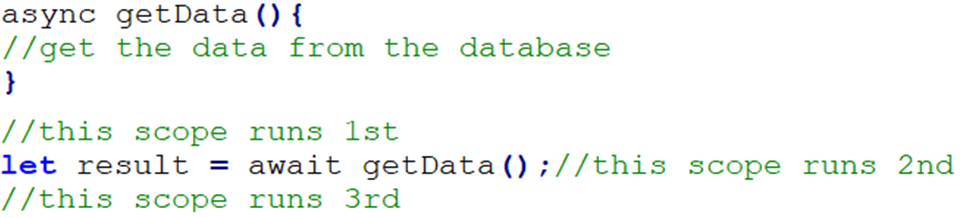 async getData(){
//get the data from the database
}
//this scope runs 1st
let result = await getData();//this scope runs 2nd
//this scope runs 3rd